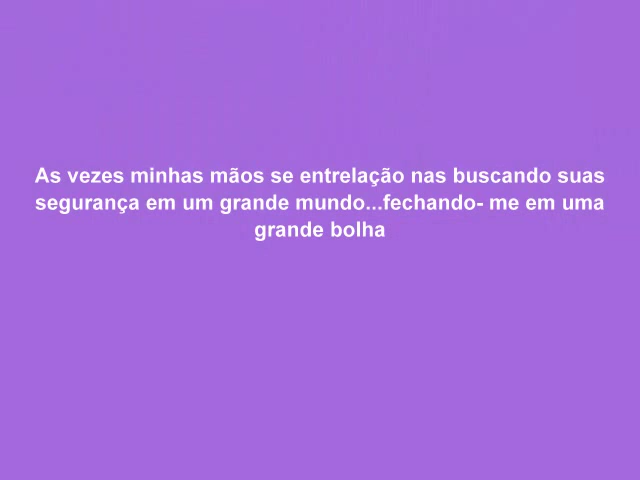 As vezes minhas mãos se entrelação nas buscando suas
segurança em um grande mundo...fechando- me em uma
grande bolha